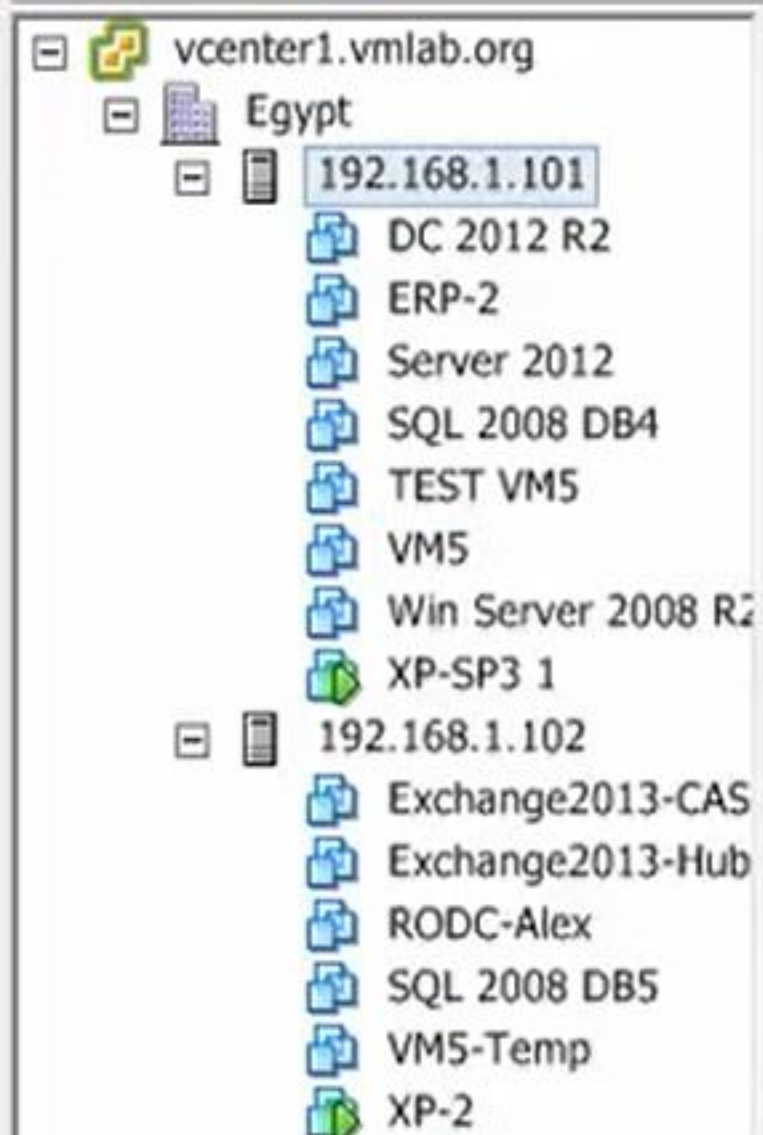 vcenter1.vmlab.org
Egypt
192.168.1.101
DC 2012 R2
ERP-2
Server 2012
SQL 2008 DB4
TEST VM5
VM5
Win Server 2008 R2
XP-SP3 1
192.168.1.102
Exchange2013-CAS
Exchange2013-Hub
RODC-Alex
SQL 2008 DB5
VM5-Temp
XP-2